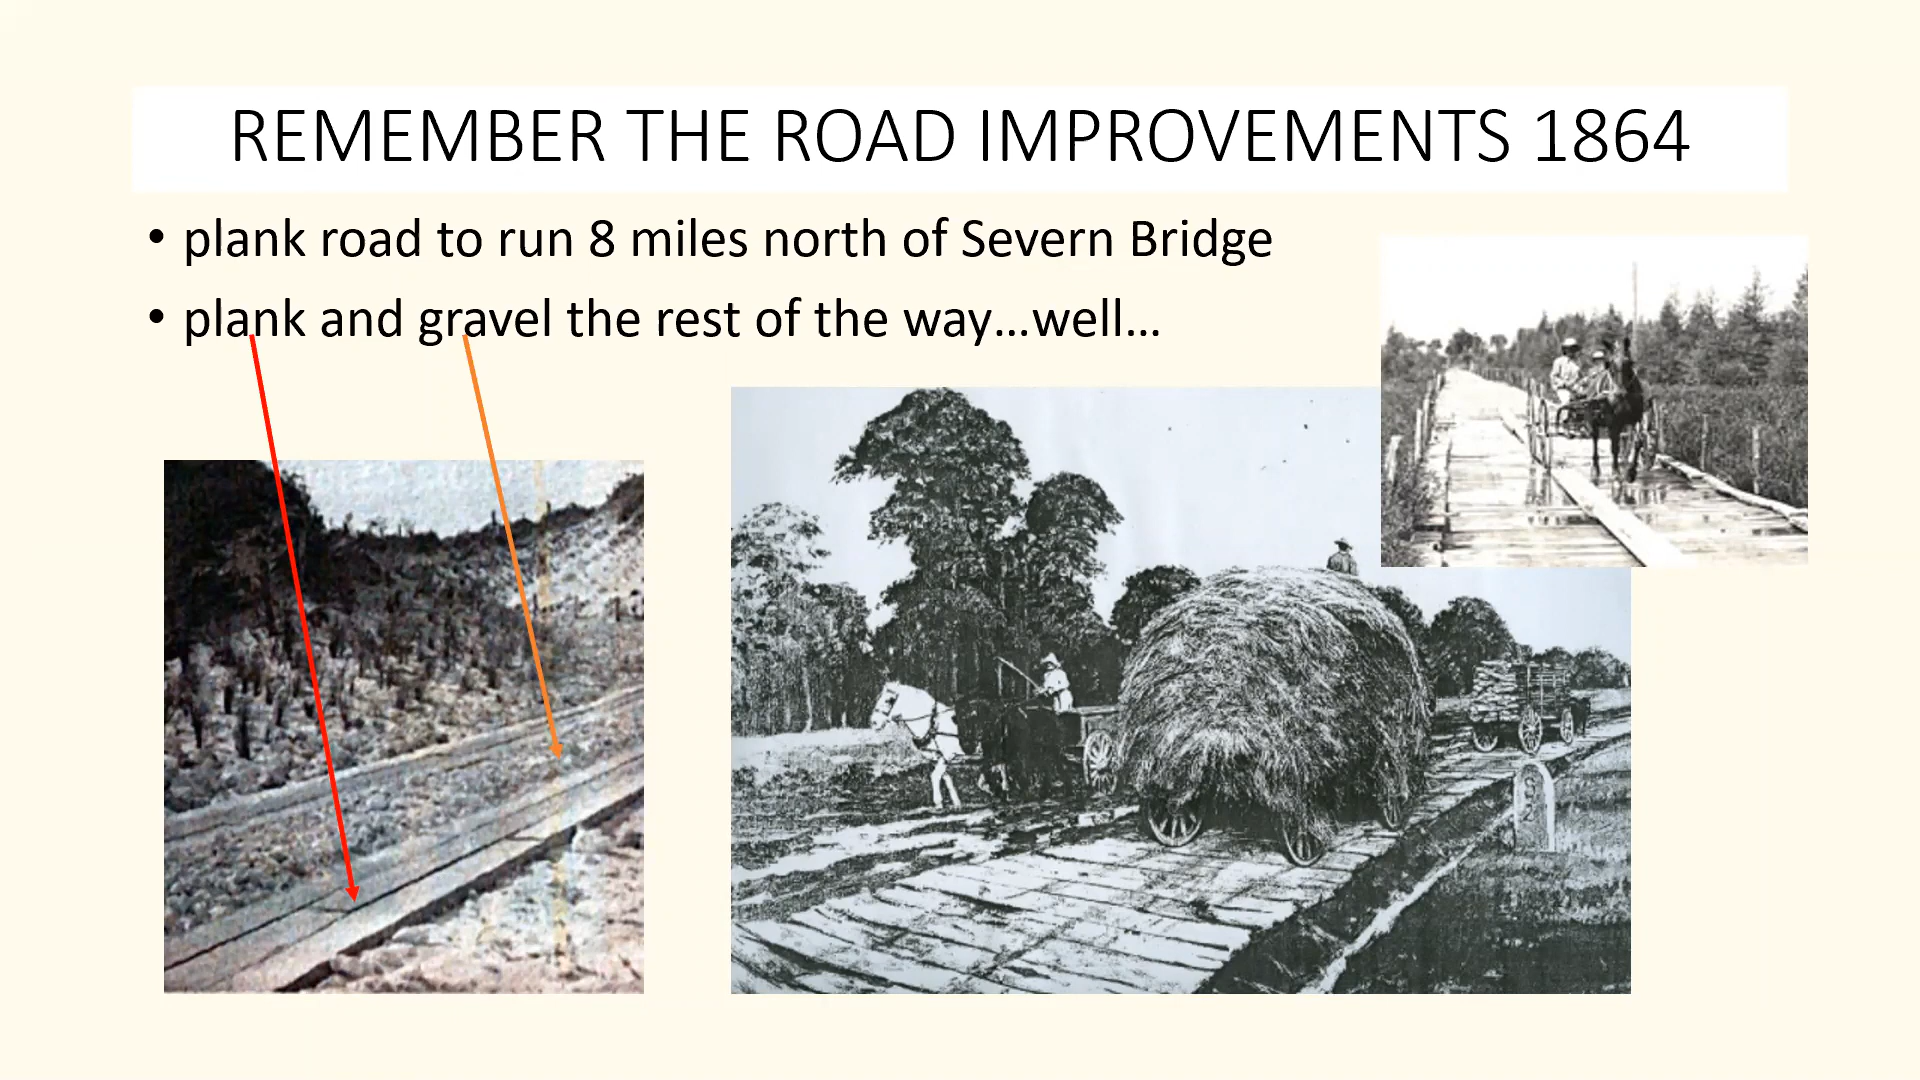 REMEMBER THE ROAD IMPROVEMENTS 1864
• plank road to run 8 miles north of Severn Bridge
• plank and gravel the rest of the way…well…